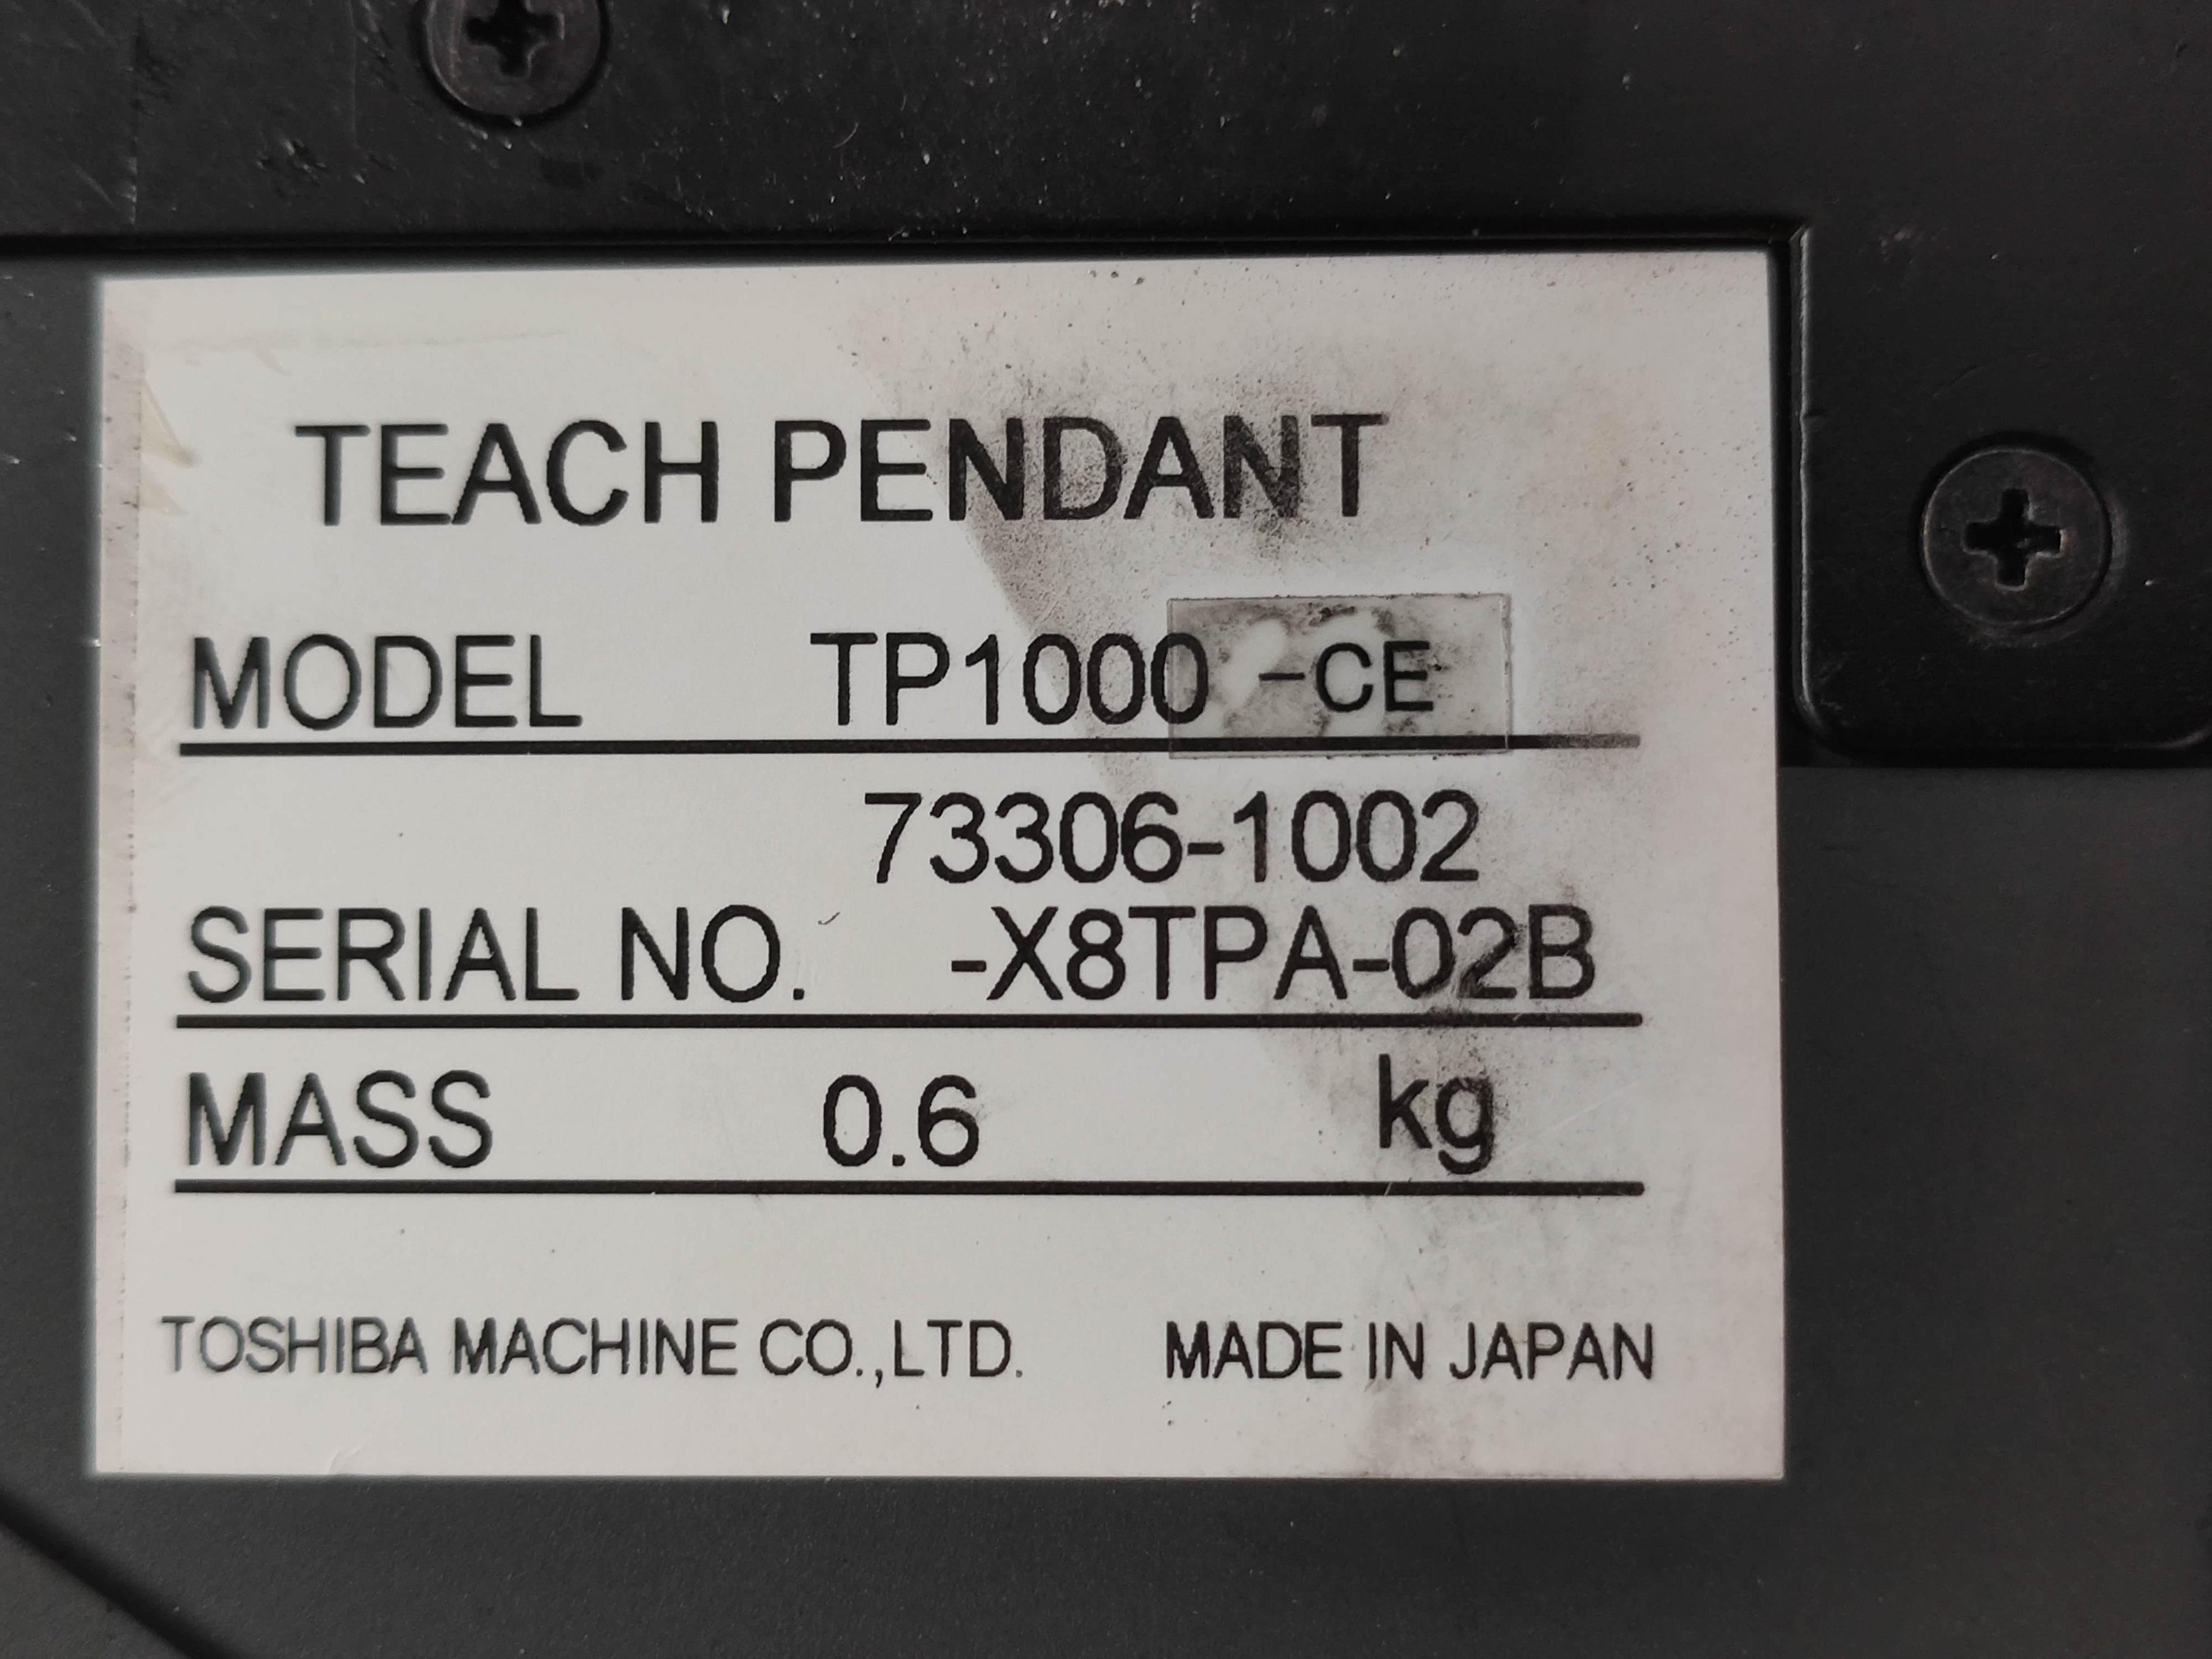 TEACH PENDANT
MODEL TP1000 -CE
73306-1002
SERIAL NO. -X8TPA-02B
MASS 0.6 kg
TOSHIBA MACHINE CO.,LTD. MADE IN JAPAN